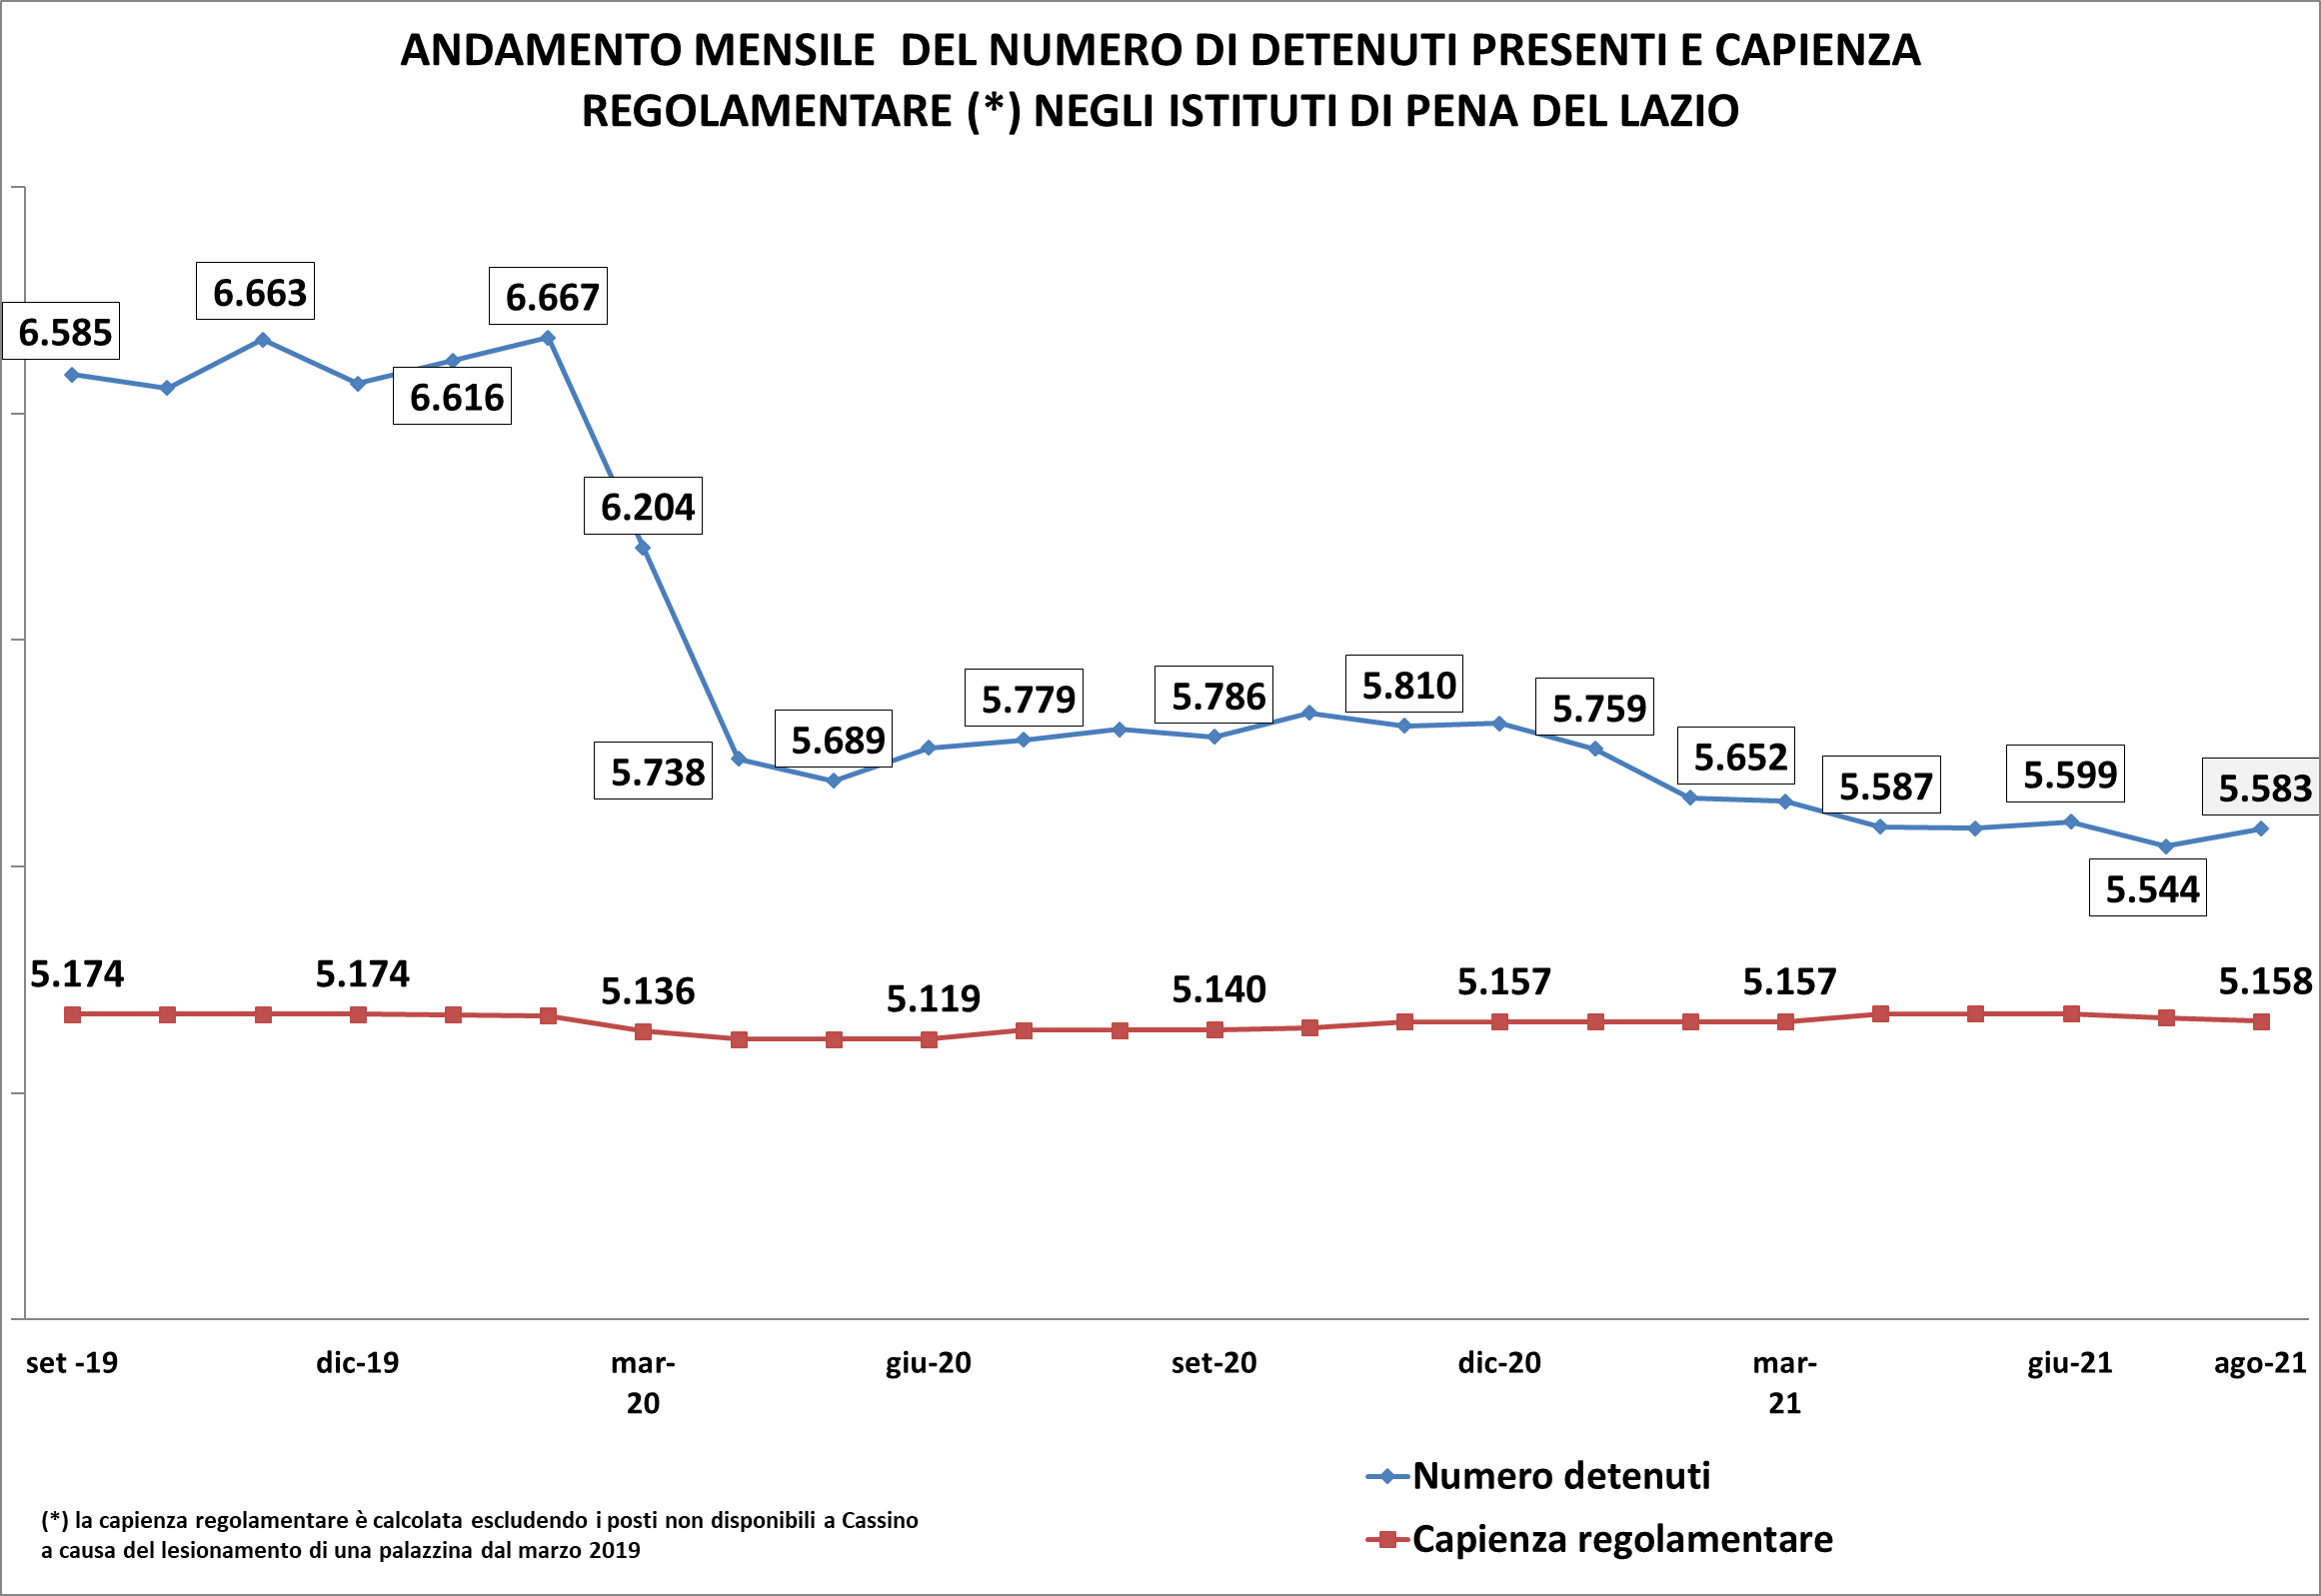 ANDAMENTO MENSILE  DEL NUMERO DI DETENUTI PRESENTI E CAPIENZA
REGOLAMENTARE (*) NEGLI ISTITUTI DI PENA DEL LAZIO
6.585
6.663
6.616
6.667
6.204
5.738
5.689
5.779
5.786
5.810
5.759
5.652
5.587
5.599
5.544
5.583
5.174
5.174
5.136
5.119
5.140
5.157
5.157
5.158
set -19
dic-19
mar-
20
giu-20
set-20
dic-20
mar-
21
giu-21
ago-21
Numero detenuti
Capienza regolamentare
(*) la capienza regolamentare è calcolata escludendo i posti non disponibili a Cassino
a causa del lesionamento di una palazzina dal marzo 2019